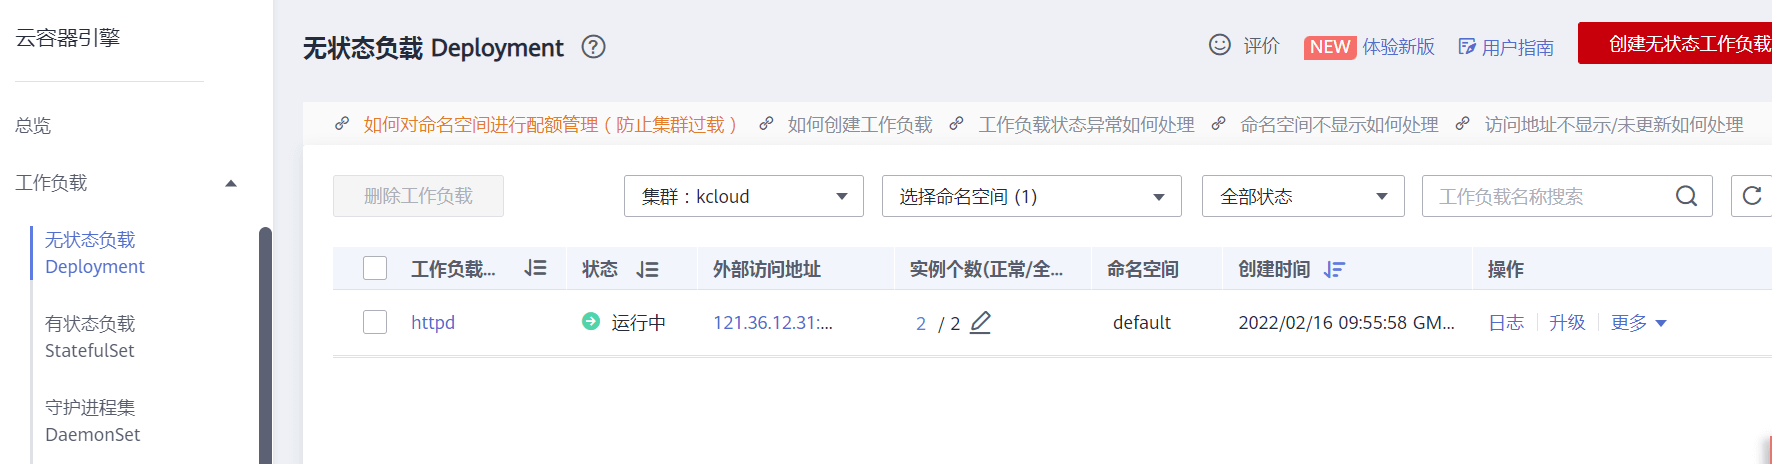 云容器引擎
总览
工作负载
无状态负载
Deployment
有状态负载
StatefulSet
守护进程集
DaemonSet
无状态负载 Deployment ?
评价 NEW 体验新版 用户指南 创建无状态工作负载
如何对命名空间进行配额管理（防止集群过载） 如何创建工作负载 工作负载状态异常如何处理 命名空间不显示如何处理 访问地址不显示/未更新如何处理
删除工作负载 集群：kcloud 选择命名空间 (1) 全部状态 工作负载名称搜索
工作负载... 状态 外部访问地址 实例个数(正常/全... 命名空间 创建时间 操作
httpd 运行中 121.36.12.31:... 2 / 2 default 2022/02/16 09:55:58 GM... 日志 升级 更多